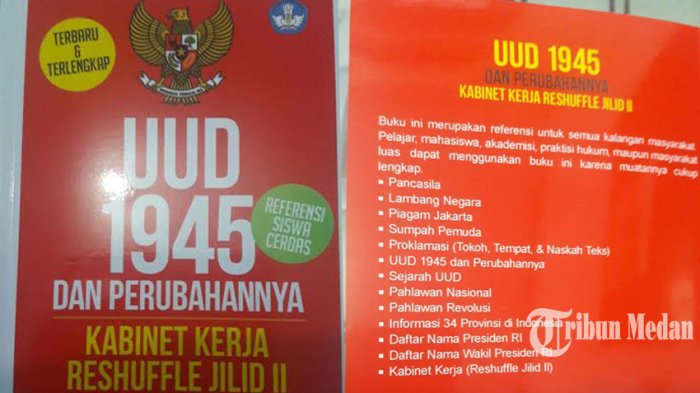 TERBARU
&
TERLENGKAP
UUD
1945
DAN PERUBAHANNYA
REFERENSI
SISWA
CERDAS
KABINET KERJA
RESHUFFLE JILID II
UUD 1945
DAN PERUBAHANNYA
KABINET KERJA RESHUFFLE JILID II
Buku ini merupakan referensi untuk semua kalangan masyarakat.
Pelajar, mahasiswa, akademisi, praktisi hukum, maupun masyarakat
luas dapat menggunakan buku ini karena muatannya cukup
lengkap.
▪ Pancasila
▪ Lambang Negara
▪ Piagam Jakarta
▪ Sumpah Pemuda
▪ Proklamasi (Tokoh, Tempat, & Naskah Teks)
▪ UUD 1945 dan Perubahannya
▪ Sejarah UUD
▪ Pahlawan Nasional
▪ Pahlawan Revolusi
▪ Informasi 34 Provinsi di Indonesia
▪ Daftar Nama Presiden RI
▪ Daftar Nama Wakil Presiden RI
▪ Kabinet Kerja (Reshuffle Jilid II)
Tribun Medan